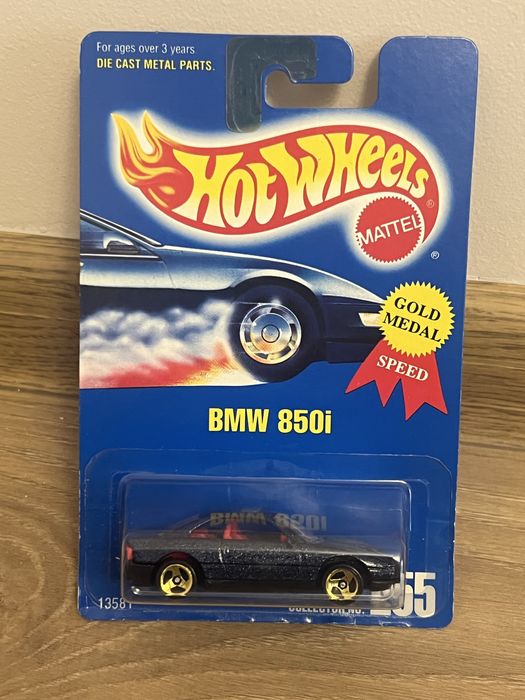 For ages over 3 years
DIE CAST METAL PARTS.
HOT WHEELS ®
MATTEL ®
GOLD
MEDAL
SPEED
BMW 850i
13581
COLLECTOR NO.